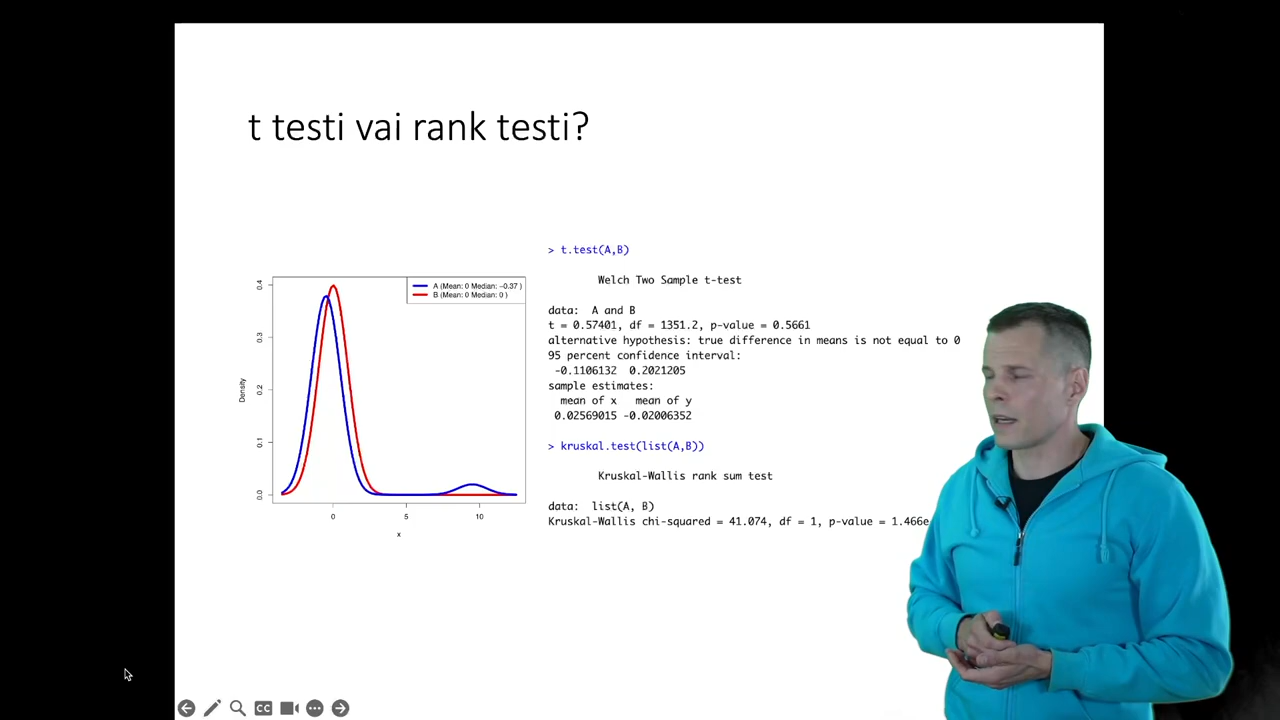 t testi vai rank testi?
> t.test(A,B)
Welch Two Sample t-test
data: A and B
t = 0.57401, df = 1351.2, p-value = 0.5661
alternative hypothesis: true difference in means is not equal to 0
95 percent confidence interval:
-0.1106132 0.2021205
sample estimates:
mean of x mean of y
0.02569015 -0.02006352
> kruskal.test(list(A,B))
Kruskal-Wallis rank sum test
data: list(A, B)
Kruskal-Wallis chi-squared = 41.074, df = 1, p-value = 1.466e
A (Mean: 0 Median: -0.37 )
B (Mean: 0 Median: 0 )
0.4
0.3
0.2
0.1
0.0
Density
0 5 10
x
CC